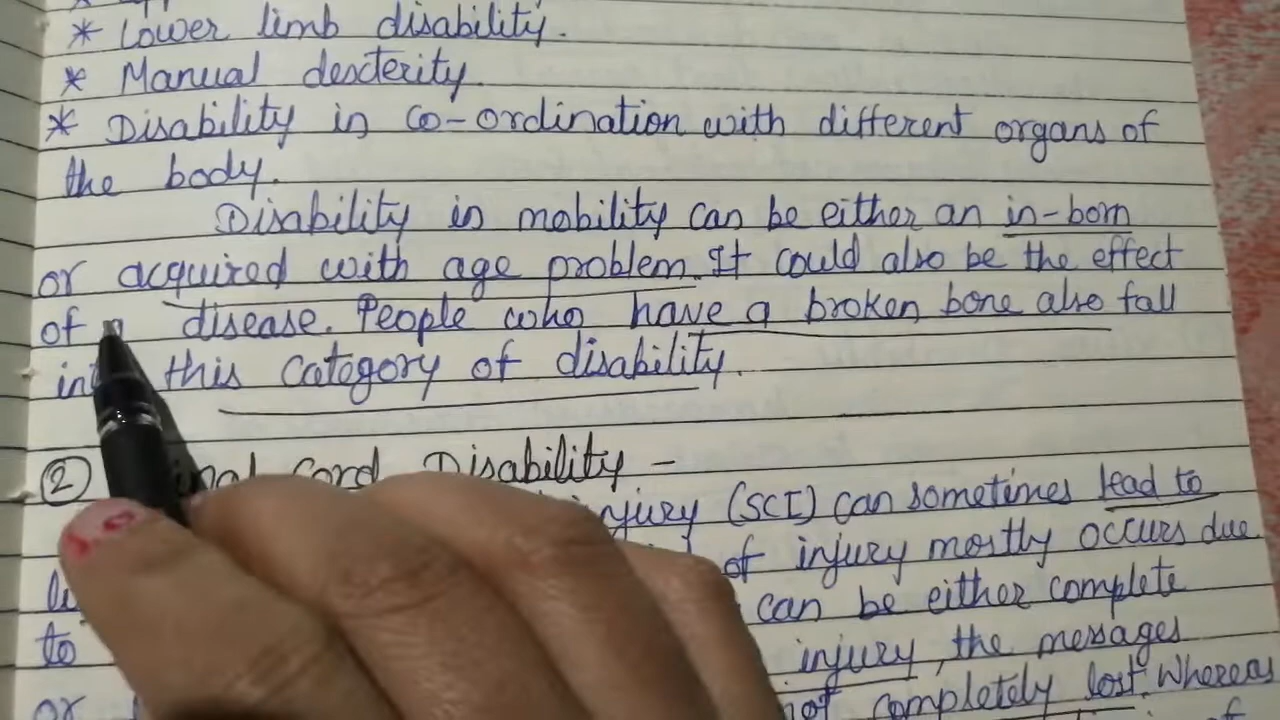 * Lower limb disability.
* Manual dexterity.
* Disability in co-ordination with different organs of
the body.
Disability in mobility can be either an in-born
or acquired with age problem. It could also be the effect
of a disease. People who have a broken bone also fall
this category of disability.
② Cord Disability -
injury (SCI) can sometimes lead to
of injury mostly occurs due
to can be either complete
injury, the messages
or not completely lost. Whereas